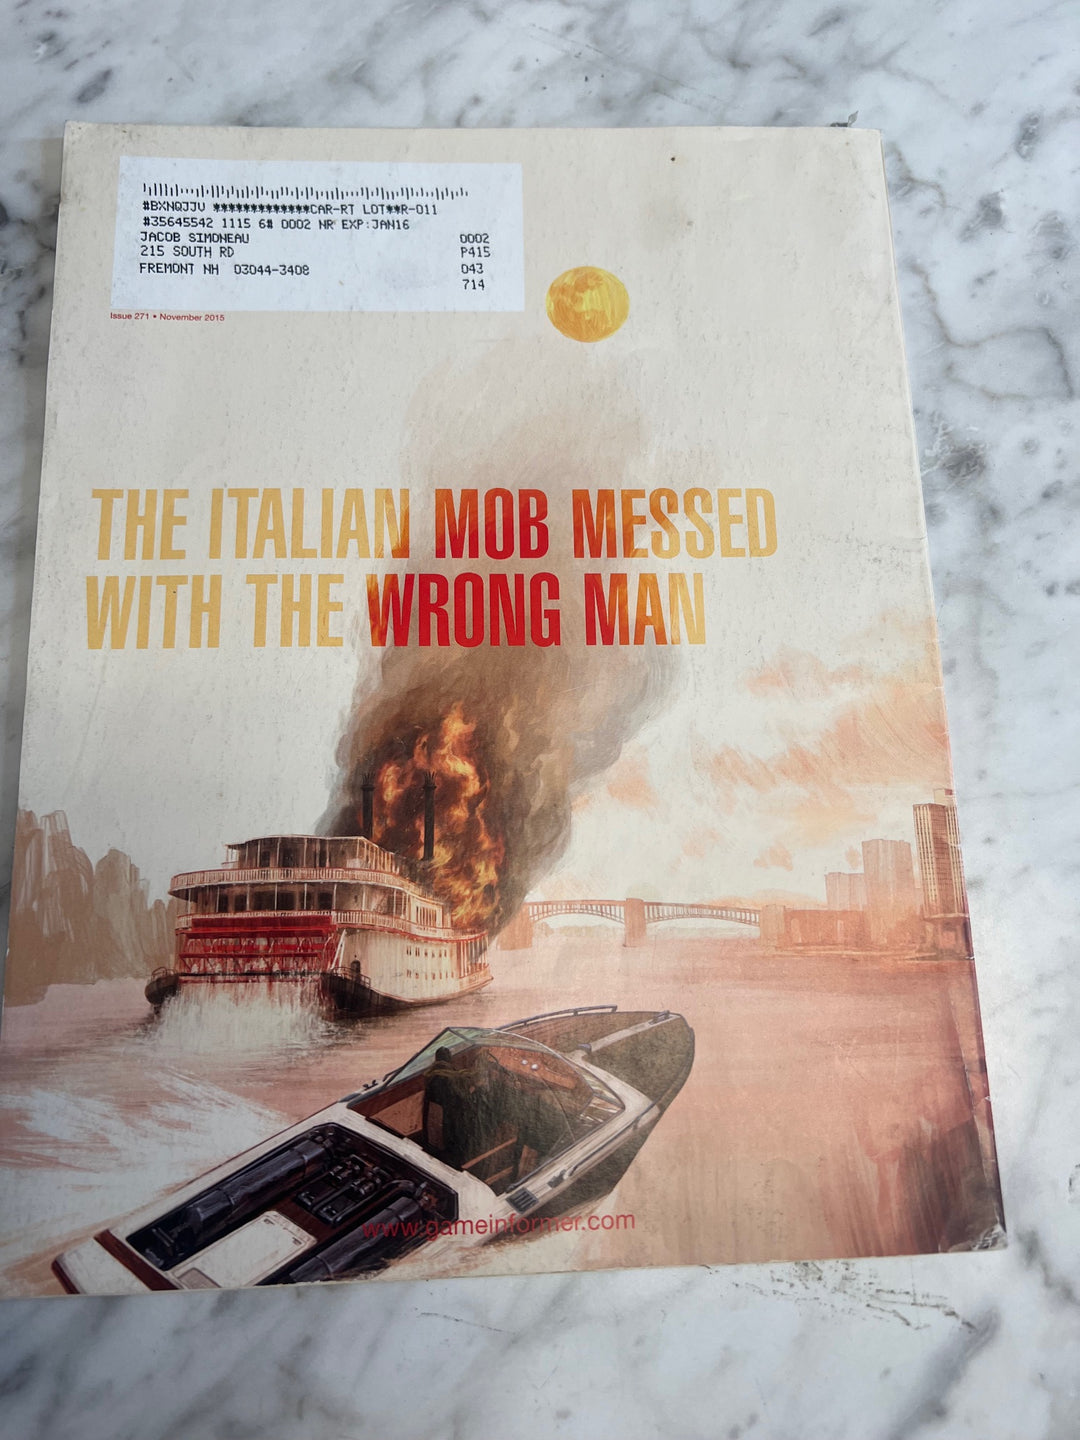 #BXNQJJV *************CAR-RT LOT**R-011
#35645542 1115 6# 0002 NR EXP:JAN16
JACOB SIMONEAU 0002
215 SOUTH RD P415
FREMONT NH 03044-3408 043
714
Issue 271 • November 2015
THE ITALIAN MOB MESSED
WITH THE WRONG MAN
www.gameinformer.com